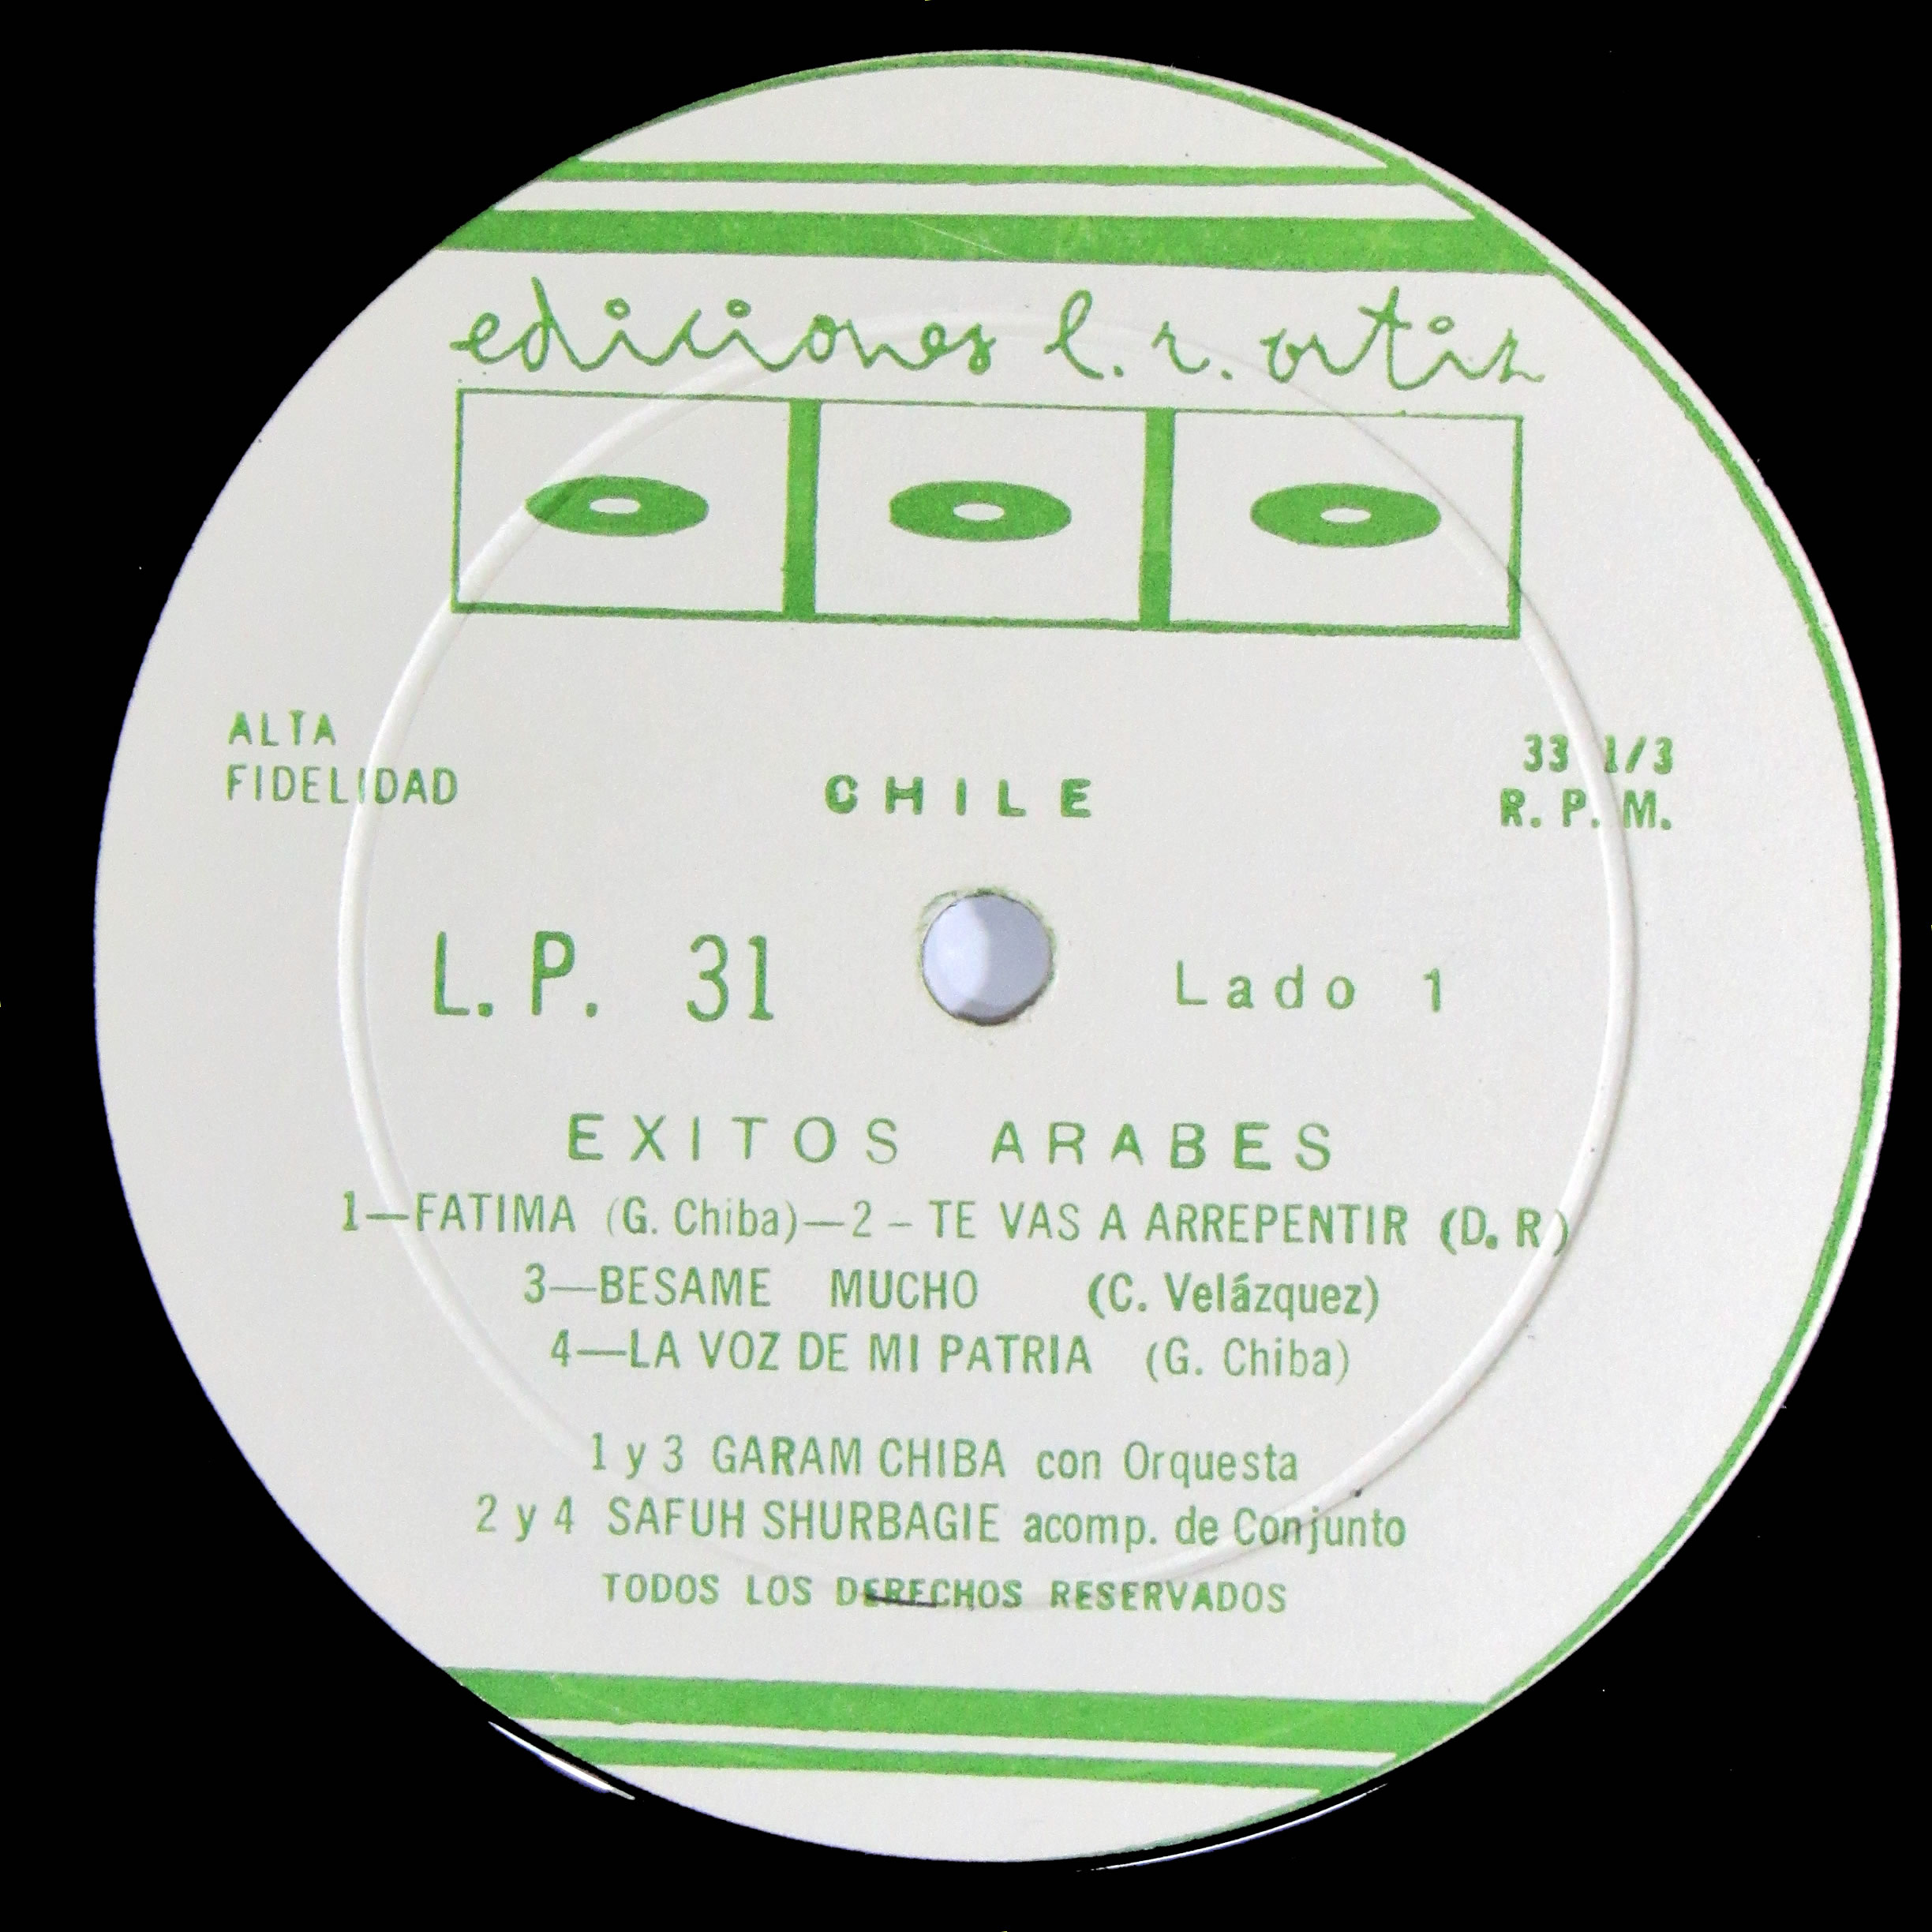 ediciones l. r. ortiz
ALTA
FIDELIDAD
CHILE
33 1/3
R. P. M.
L. P. 31
Lado 1
EXITOS ARABES
1—FATIMA (G. Chiba)—2 – TE VAS A ARREPENTIR (D. R)
3—BESAME MUCHO (C. Velázquez)
4—LA VOZ DE MI PATRIA (G. Chiba)
1 y 3 GARAM CHIBA con Orquesta
2 y 4 SAFUH SHURBAGIE acomp. de Conjunto
TODOS LOS DERECHOS RESERVADOS